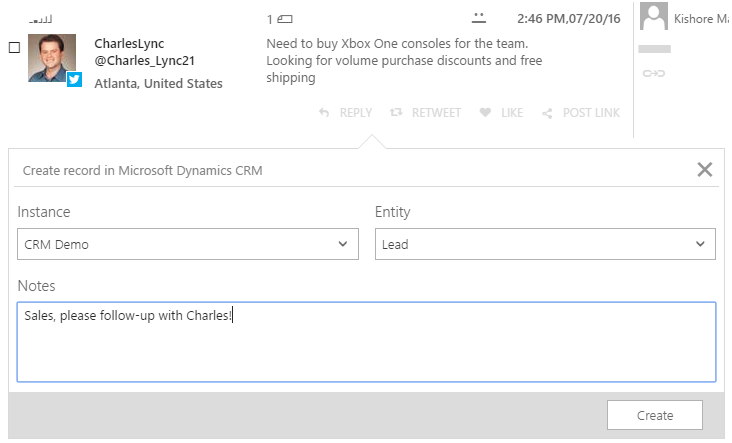 1
2:46 PM,07/20/16
Kishore Ma
CharlesLync
@Charles_Lync21
Atlanta, United States
Need to buy Xbox One consoles for the team.
Looking for volume purchase discounts and free
shipping
REPLY
RETWEET
LIKE
POST LINK
Create record in Microsoft Dynamics CRM
Instance
Entity
CRM Demo
Lead
Notes
Sales, please follow-up with Charles!
Create